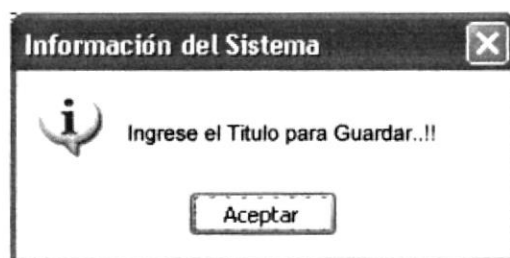 Información del Sistema
Ingrese el Titulo para Guardar..!!
Aceptar